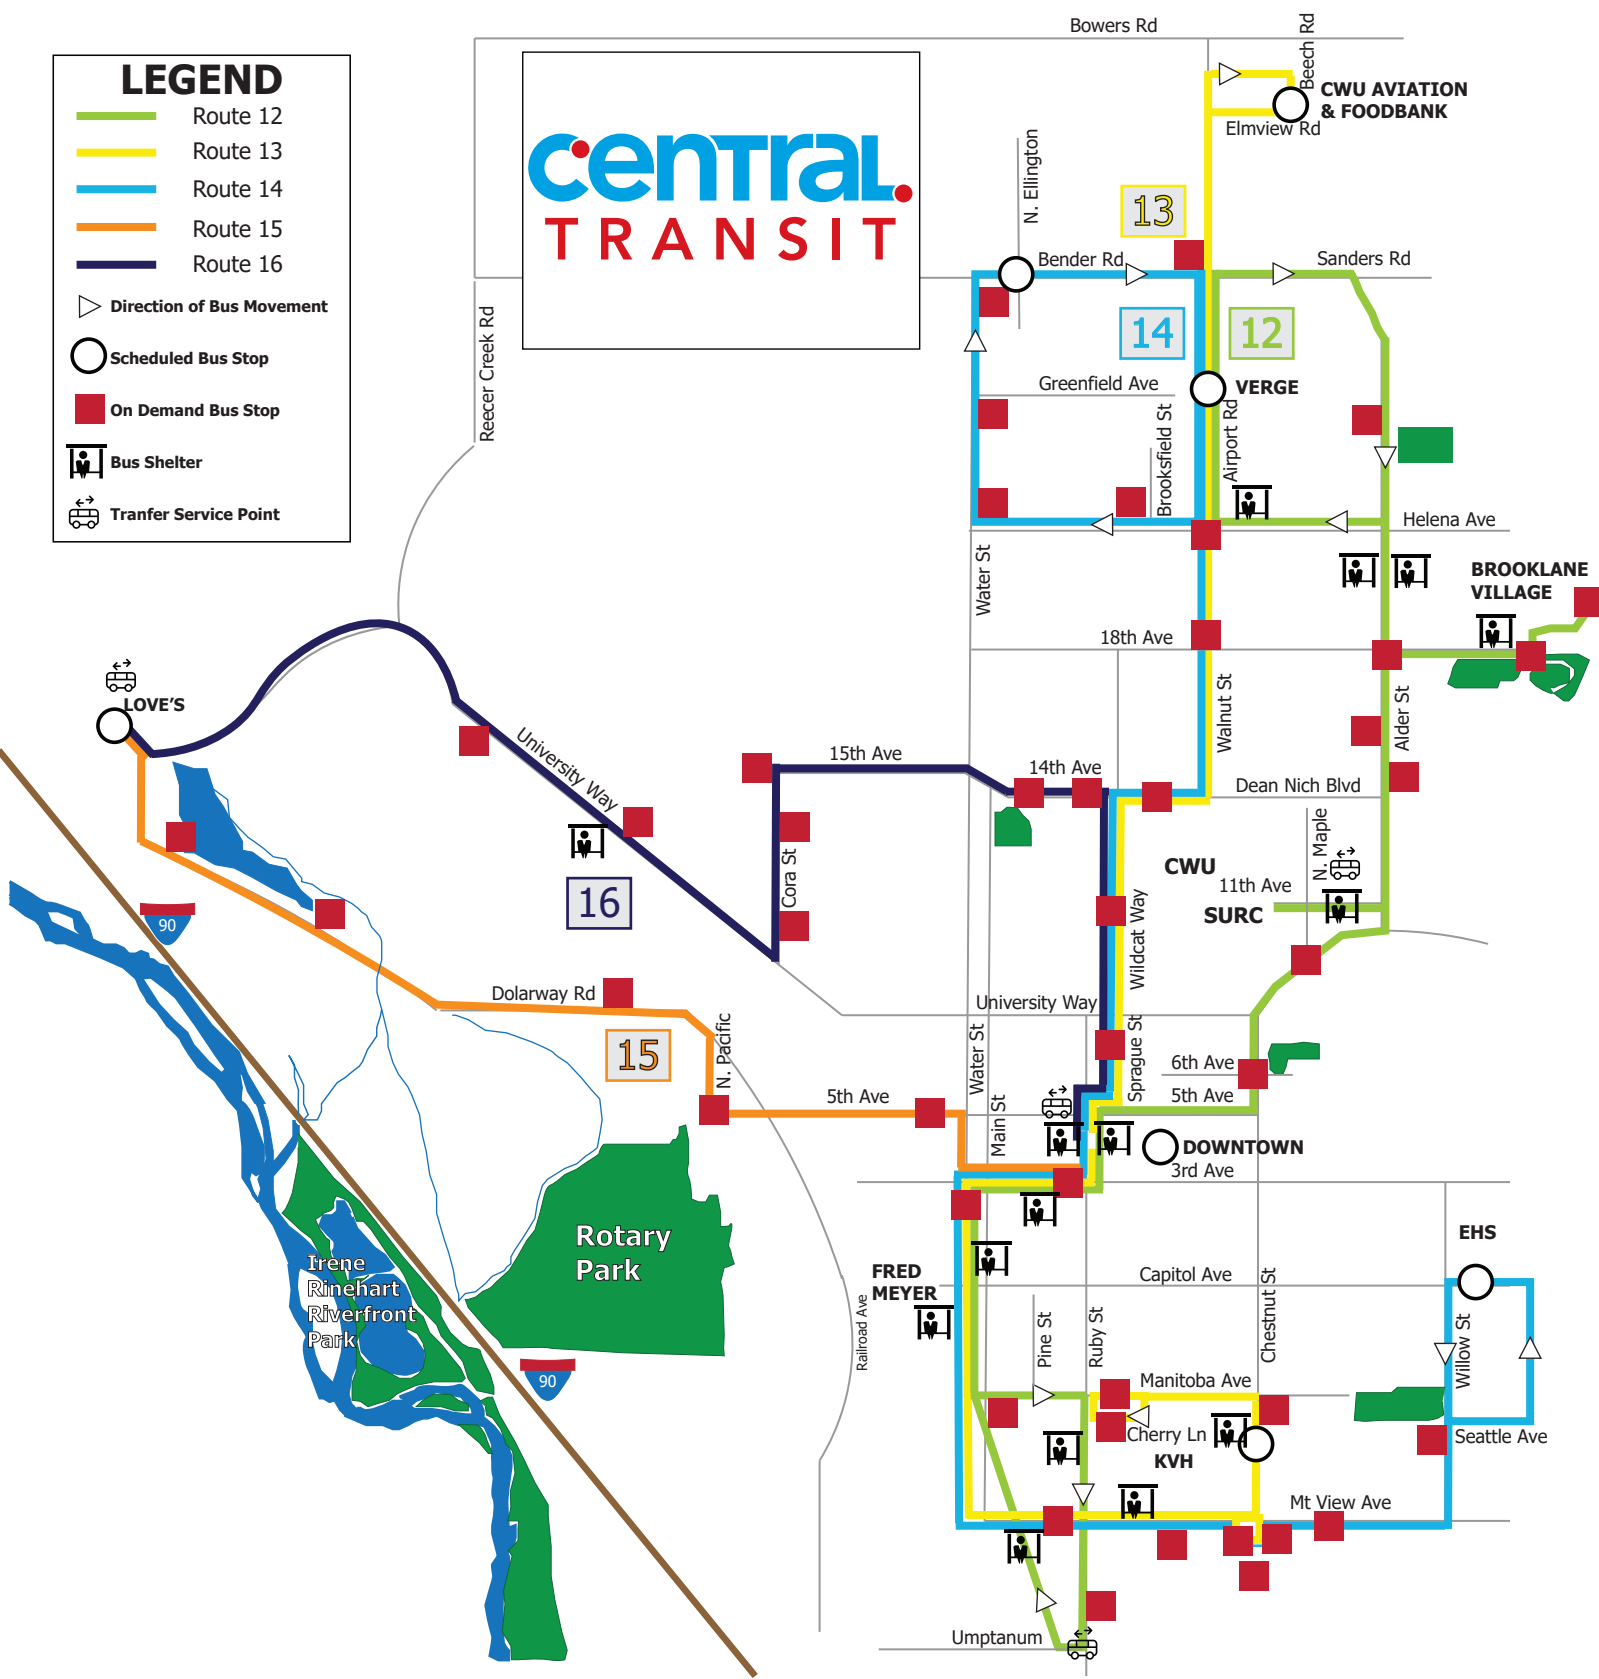 Bowers Rd
Beech Rd
LEGEND
Route 12
Route 13
Route 14
Route 15
Route 16
Direction of Bus Movement
Scheduled Bus Stop
On Demand Bus Stop
Bus Shelter
Tranfer Service Point
CENTRAL.
TRANSIT
CWU AVIATION
& FOODBANK
Elmview Rd
N. Ellington
13
Bender Rd
Sanders Rd
Reecer Creek Rd
14
12
Greenfield Ave
VERGE
Brooksfield St
Airport Rd
Helena Ave
Water St
BROOKLANE
VILLAGE
18th Ave
LOVE'S
Walnut St
Alder St
University Way
15th Ave
14th Ave
Dean Nich Blvd
N. Maple
Cora St
CWU
11th Ave
SURC
16
90
Wildcat Way
Dolarway Rd
University Way
15
N. Pacific
Water St
Sprague St
6th Ave
5th Ave
5th Ave
Main St
DOWNTOWN
3rd Ave
Rotary
Park
EHS
Irene
Rinehart
Riverfront
Park
FRED
MEYER
Capitol Ave
Railroad Ave
Pine St
Ruby St
Chestnut St
Willow St
90
Manitoba Ave
Cherry Ln
KVH
Seattle Ave
Mt View Ave
Umptanum